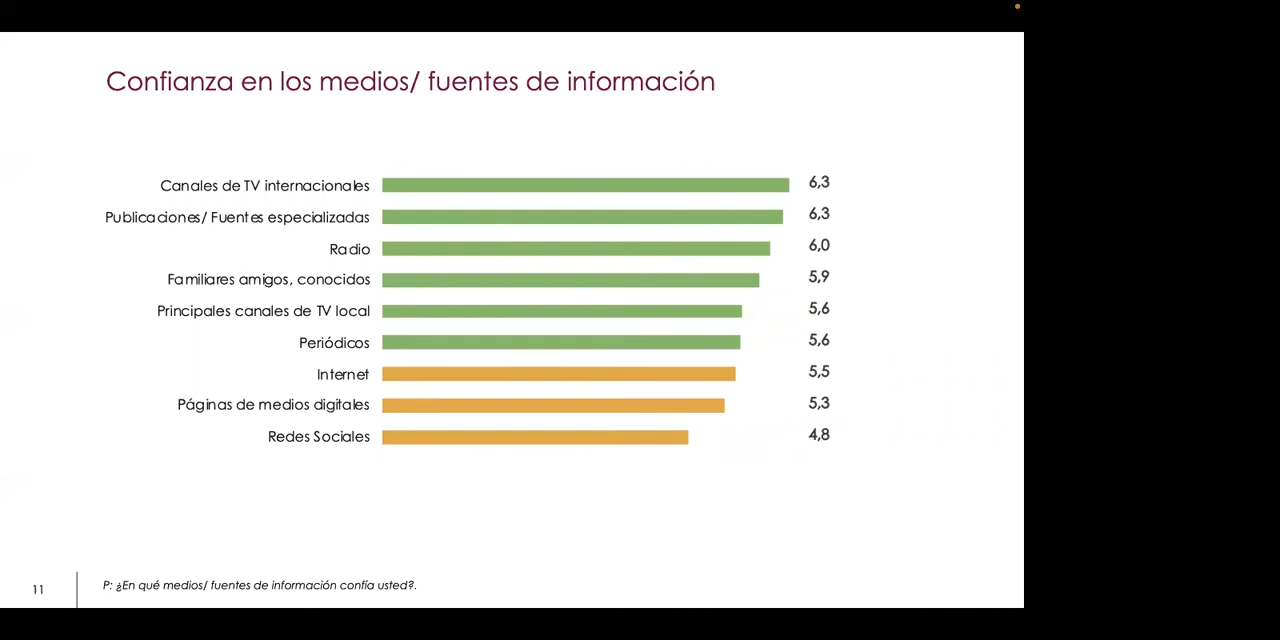 Confianza en los medios/ fuentes de información
Canales de TV internacionales 6,3
Publicaciones/ Fuentes especializadas 6,3
Radio 6,0
Familiares amigos, conocidos 5,9
Principales canales de TV local 5,6
Periódicos 5,6
Internet 5,5
Páginas de medios digitales 5,3
Redes Sociales 4,8
11
P: ¿En qué medios/ fuentes de información confía usted?.